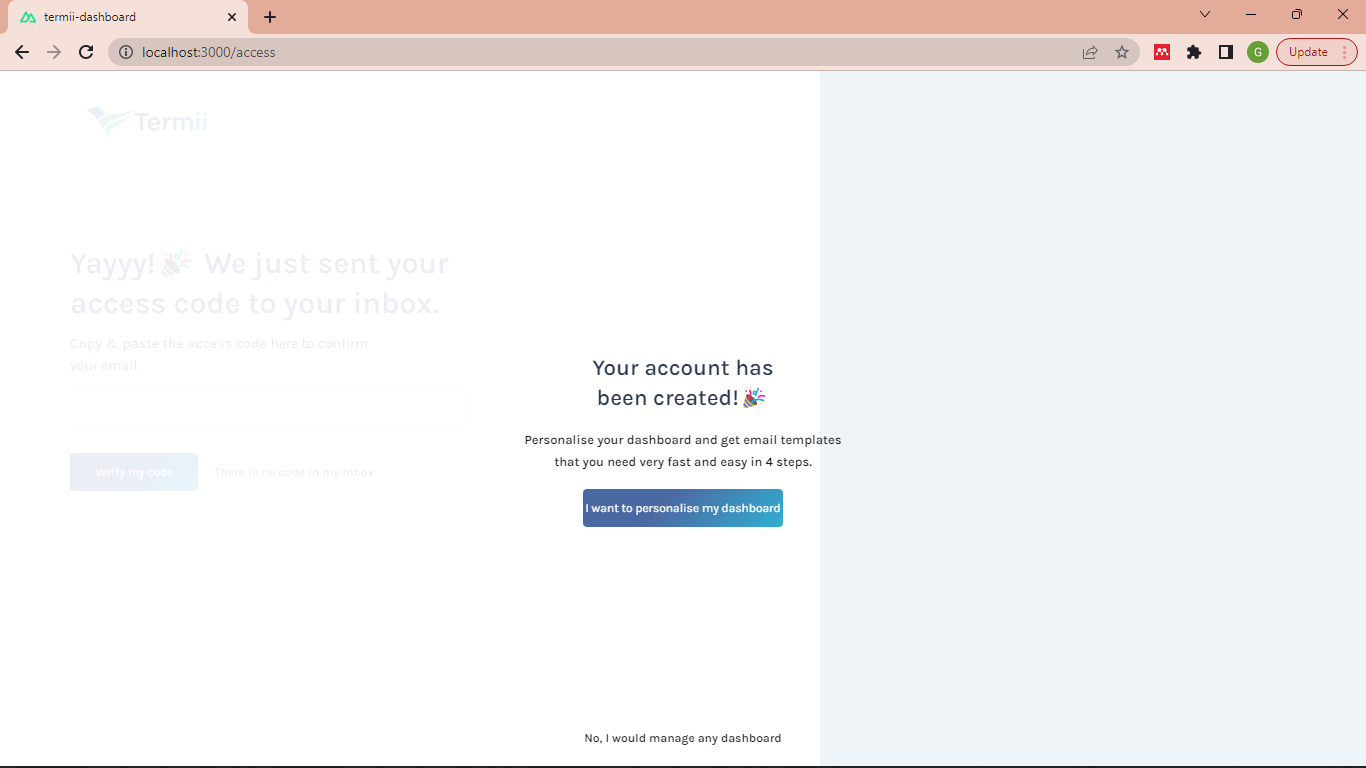 termii-dashboard
localhost:3000/access
G
Update
Termii
Yayyy!🎉 We just sent your
access code to your inbox.
Copy & paste the access code here to confirm
your email.
Verify my code
There is no code in my inbox
Your account has
been created!🎉
Personalise your dashboard and get email templates
that you need very fast and easy in 4 steps.
I want to personalise my dashboard
No, I would manage any dashboard